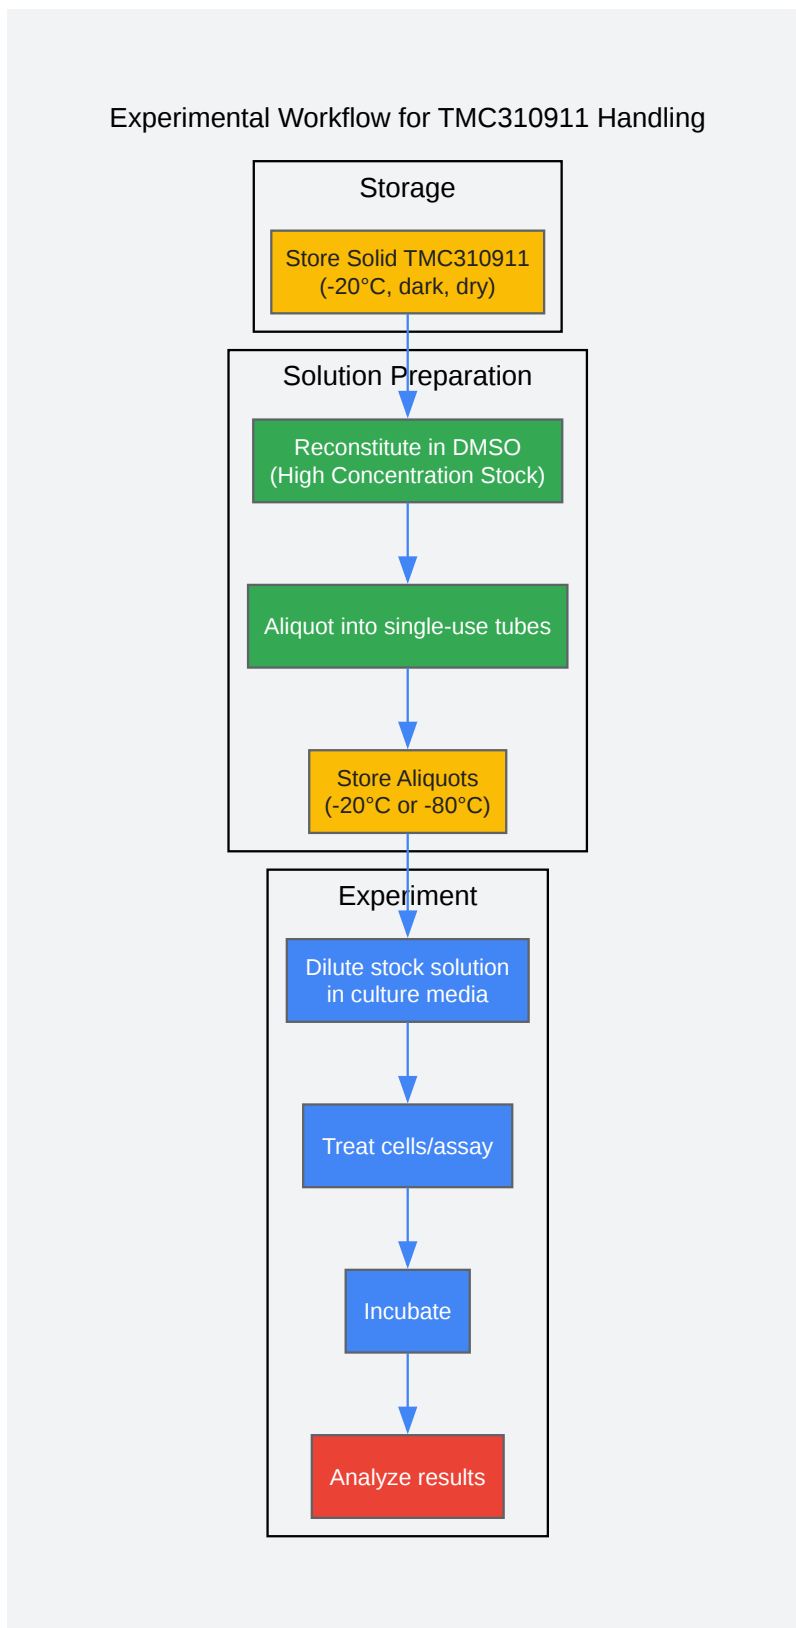 Experimental Workflow for TMC310911 Handling
Storage
Store Solid TMC310911
(-20°C, dark, dry)
Solution Preparation
Reconstitute in DMSO
(High Concentration Stock)
Aliquot into single-use tubes
Store Aliquots
(-20°C or -80°C)
Experiment
Dilute stock solution
in culture media
Treat cells/assay
Incubate
Analyze results